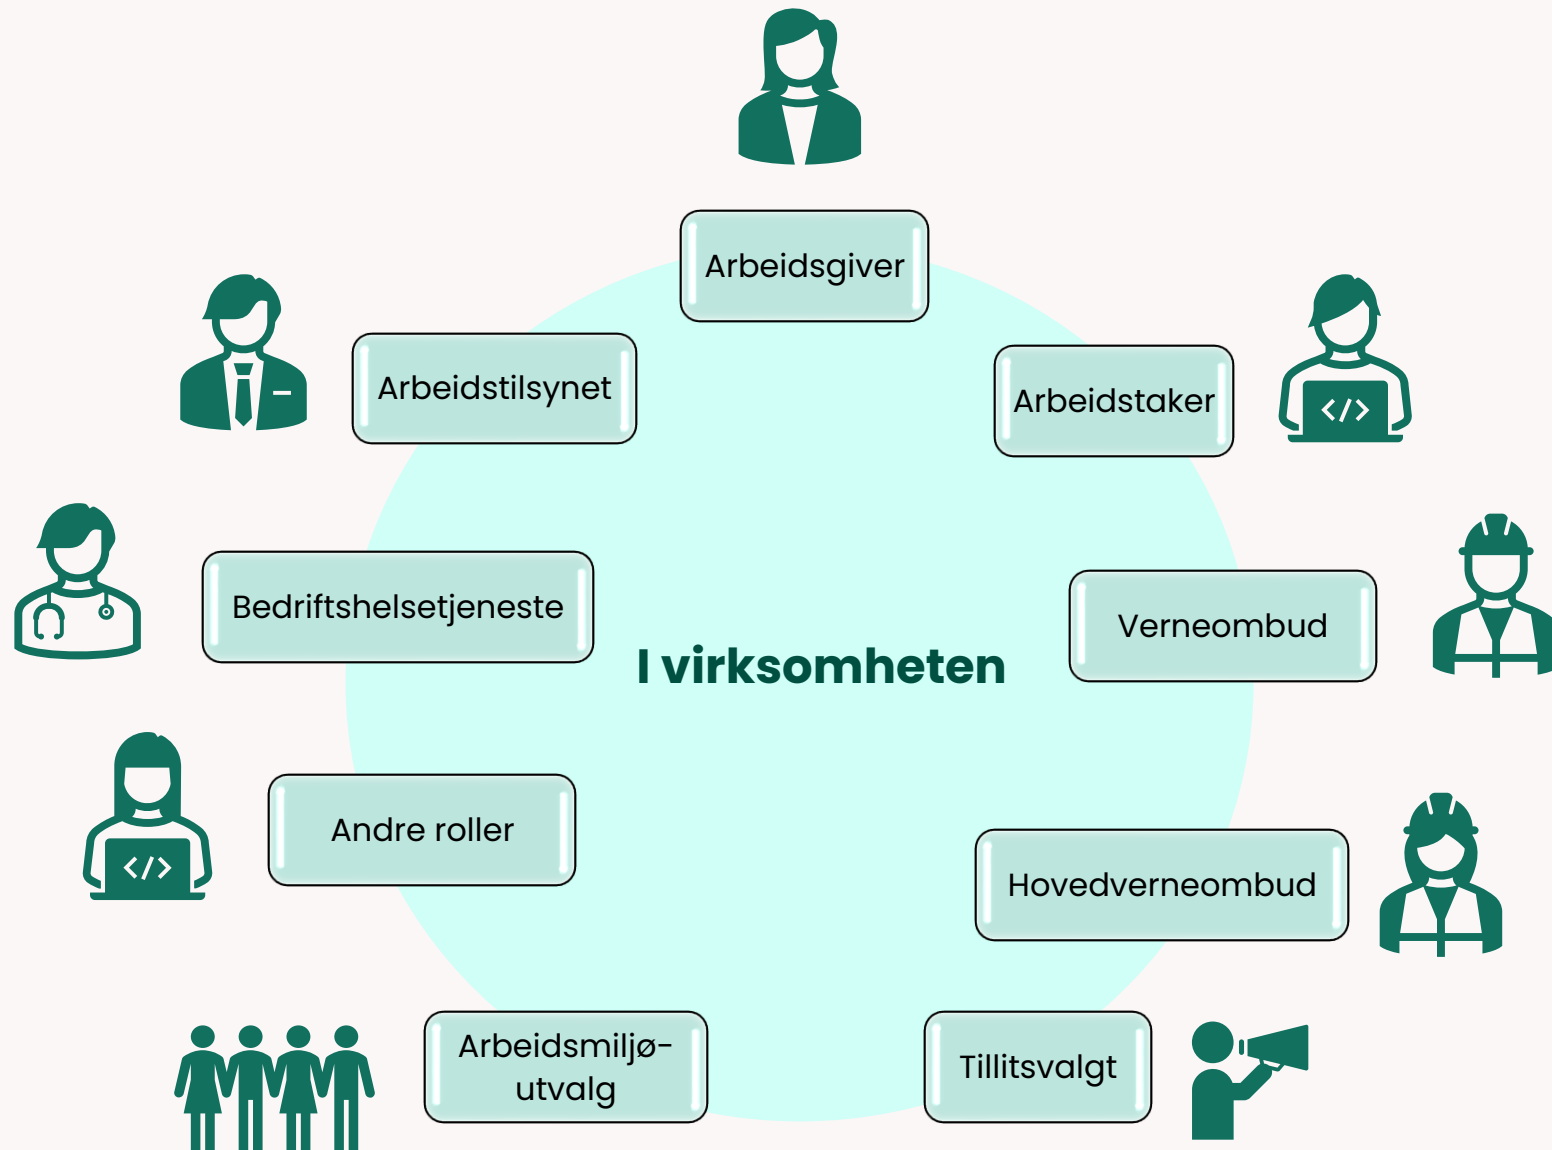 Arbeidsgiver
Arbeidstilsynet
Arbeidstaker
</>
Bedriftshelsetjeneste
Verneombud
I virksomheten
Andre roller
</>
Hovedverneombud
Arbeidsmiljø-
utvalg
Tillitsvalgt